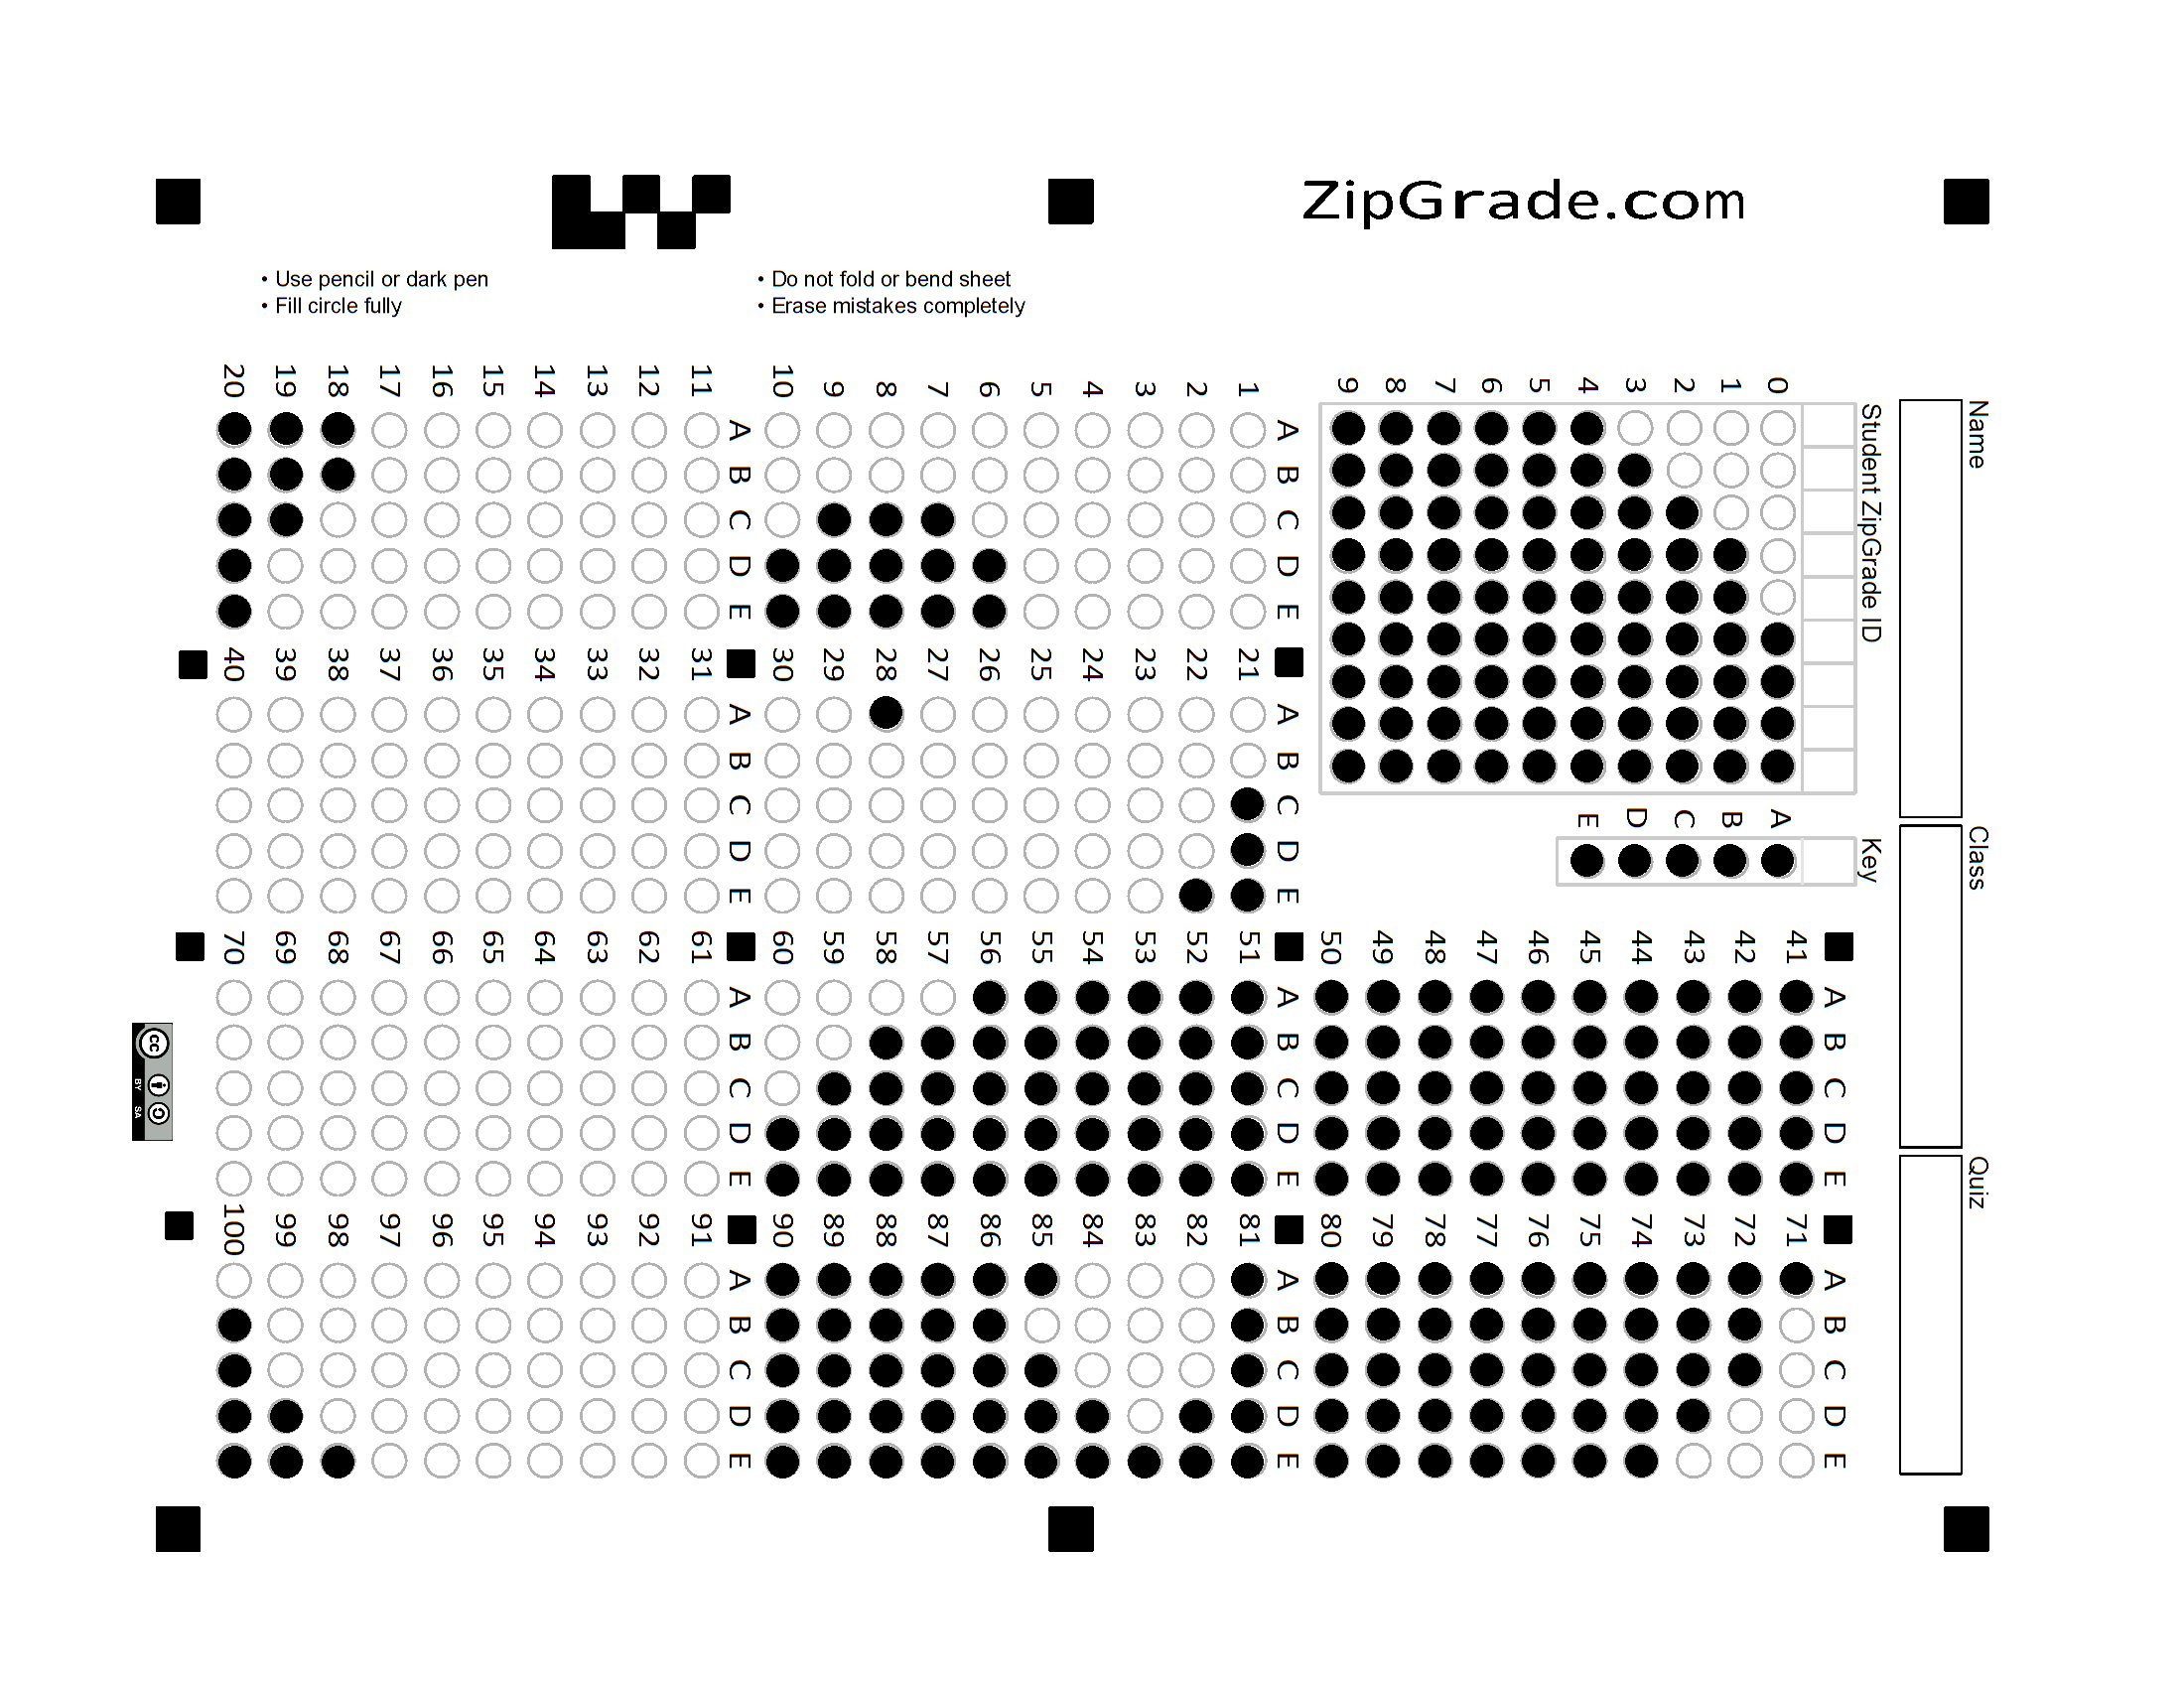 ZipGrade.com
• Use pencil or dark pen
• Fill circle fully
• Do not fold or bend sheet
• Erase mistakes completely
Name
Class
Quiz
Student ZipGrade ID
0 1 2 3 4 5 6 7 8 9
Key
A B C D E
A B C D E
1 2 3 4 5 6 7 8 9 10
A B C D E
11 12 13 14 15 16 17 18 19 20
A B C D E
21 22 23 24 25 26 27 28 29 30
A B C D E
31 32 33 34 35 36 37 38 39 40
A B C D E
41 42 43 44 45 46 47 48 49 50
A B C D E
51 52 53 54 55 56 57 58 59 60
A B C D E
61 62 63 64 65 66 67 68 69 70
A B C D E
71 72 73 74 75 76 77 78 79 80
A B C D E
81 82 83 84 85 86 87 88 89 90
A B C D E
91 92 93 94 95 96 97 98 99 100
A B C D E
cc
BY SA